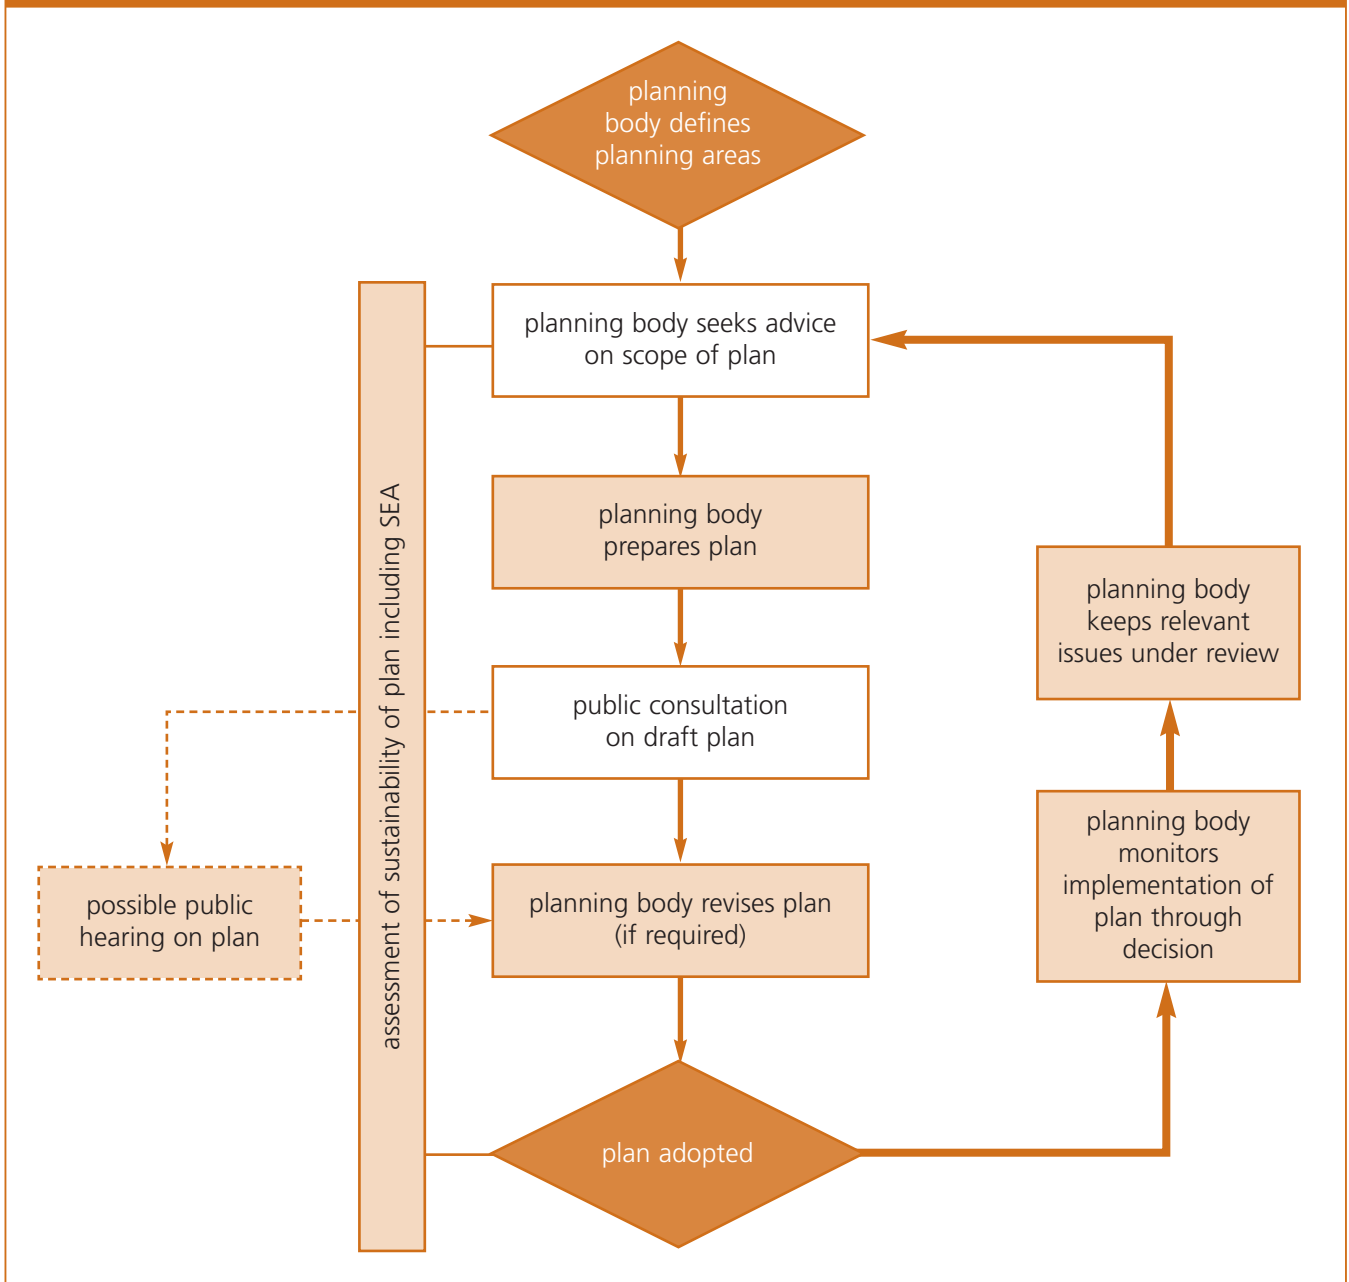 planning
body defines
planning areas
planning body seeks advice
on scope of plan
planning body
prepares plan
public consultation
on draft plan
planning body revises plan
(if required)
plan adopted
assessment of sustainability of plan including SEA
possible public
hearing on plan
planning body
keeps relevant
issues under review
planning body
monitors
implementation of
plan through
decision